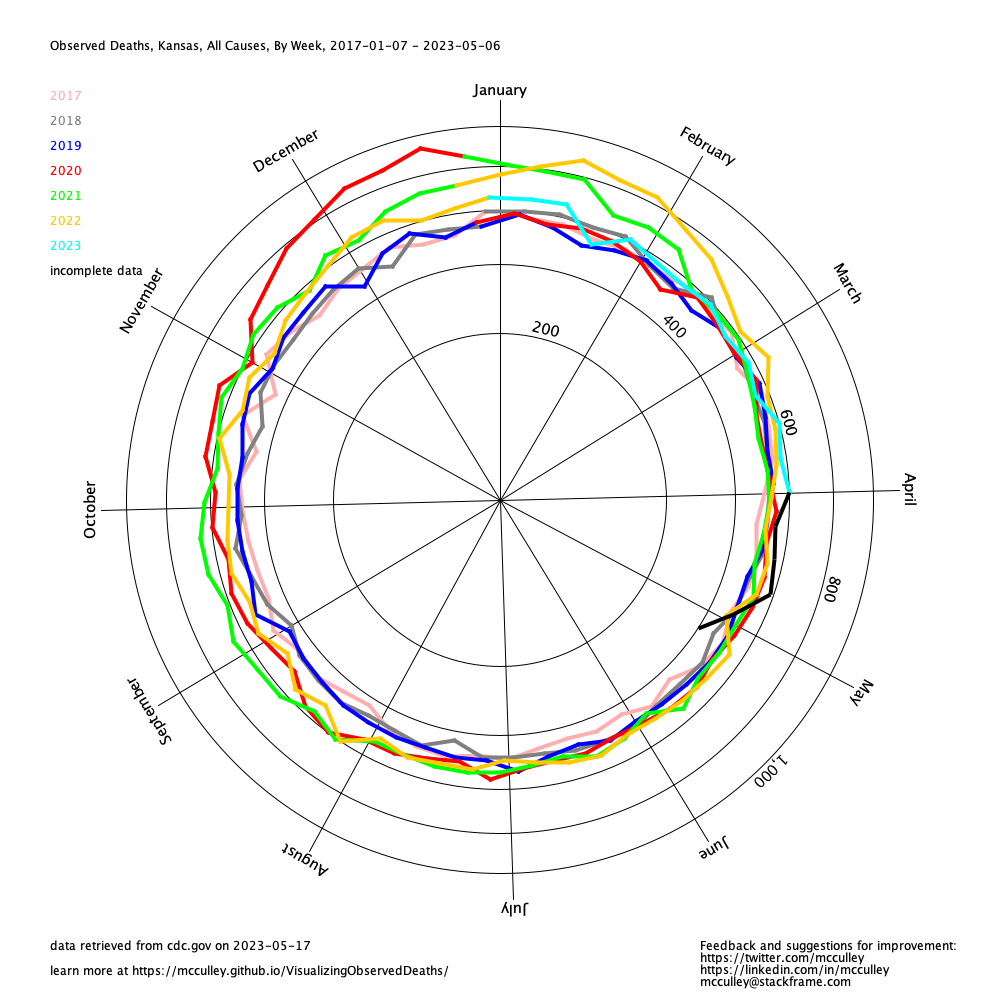 Observed Deaths, Kansas, All Causes, By Week, 2017-01-07 - 2023-05-06
January
2017
2018
2019
2020
2021
2022
2023
incomplete data
December
February
November
March
200
400
600
October
April
800
September
May
1,000
August
June
July
data retrieved from cdc.gov on 2023-05-17
learn more at https://mcculley.github.io/VisualizingObservedDeaths/
Feedback and suggestions for improvement:
https://twitter.com/mcculley
https://linkedin.com/in/mcculley
mcculley@stackframe.com